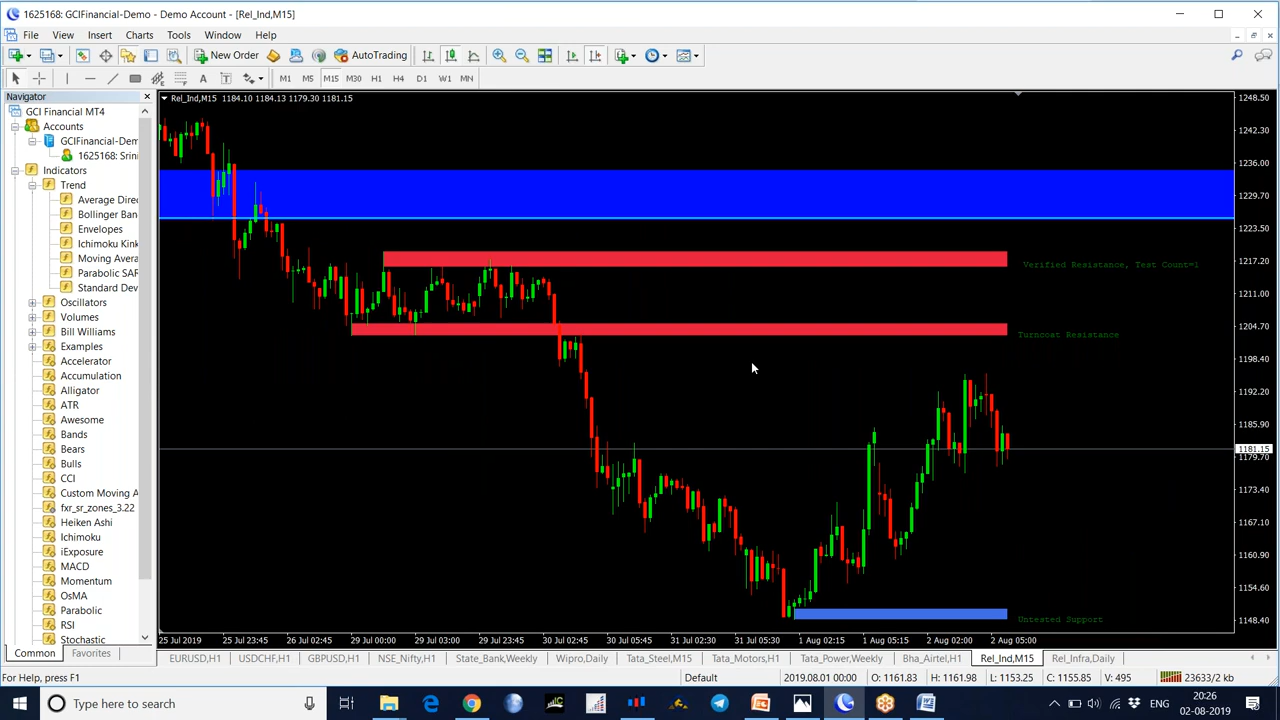 1625168: GCIFinancial-Demo - Demo Account - [Rel_Ind,M15]
File View Insert Charts Tools Window Help
New Order AutoTrading
A T M1 M5 M15 M30 H1 H4 D1 W1 MN
Navigator
GCI Financial MT4
Accounts
GCIFinancial-Demo
1625168: Srin
Indicators
Trend
Average Direc
Bollinger Ban
Envelopes
Ichimoku Kink
Moving Avera
Parabolic SAR
Standard Dev
Oscillators
Volumes
Bill Williams
Examples
Accelerator
Accumulation
Alligator
ATR
Awesome
Bands
Bears
Bulls
CCI
Custom Moving A
fxr_sr_zones_3.22
Heiken Ashi
Ichimoku
iExposure
MACD
Momentum
OsMA
Parabolic
RSI
Stochastic
Common Favorites
Rel_Ind,M15 1184.10 1184.13 1179.30 1181.15
Verified Resistance, Test Count=1
Turncoat Resistance
Untested Support
1248.50
1242.30
1236.00
1229.70
1223.50
1217.20
1211.00
1204.70
1198.40
1192.20
1185.90
1181.15
1179.70
1173.40
1167.10
1160.90
1154.60
1148.40
25 Jul 2019 25 Jul 23:45 26 Jul 02:45 29 Jul 00:00 29 Jul 03:00 29 Jul 23:45 30 Jul 02:45 30 Jul 05:45 31 Jul 02:30 31 Jul 05:30 1 Aug 02:15 1 Aug 05:15 2 Aug 02:00 2 Aug 05:00
EURUSD,H1 USDCHF,H1 GBPUSD,H1 NSE_Nifty,H1 State_Bank,Weekly Wipro,Daily Tata_Steel,M15 Tata_Motors,H1 Tata_Power,Weekly Bha_Airtel,H1 Rel_Ind,M15 Rel_Infra,Daily
For Help, press F1 Default 2019.08.01 00:00 O: 1161.83 H: 1161.98 L: 1153.25 C: 1155.85 V: 495 23633/2 kb
Type here to search
ENG
20:26
02-08-2019